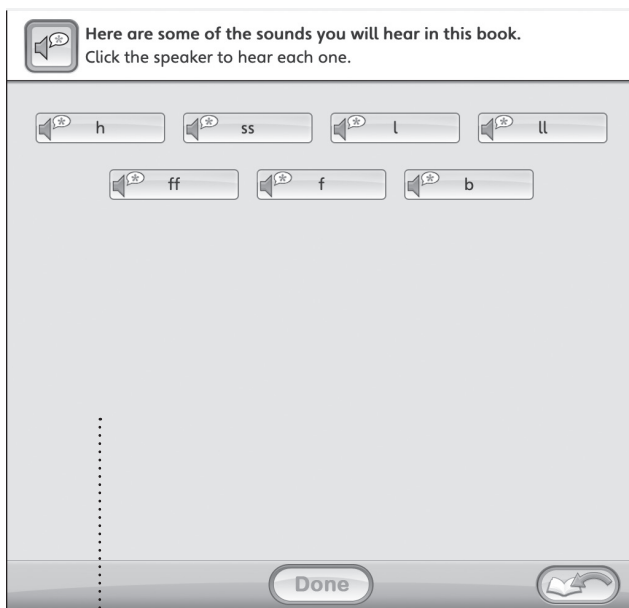 Here are some of the sounds you will hear in this book.
Click the speaker to hear each one.
h ss l ll
ff f b
Done